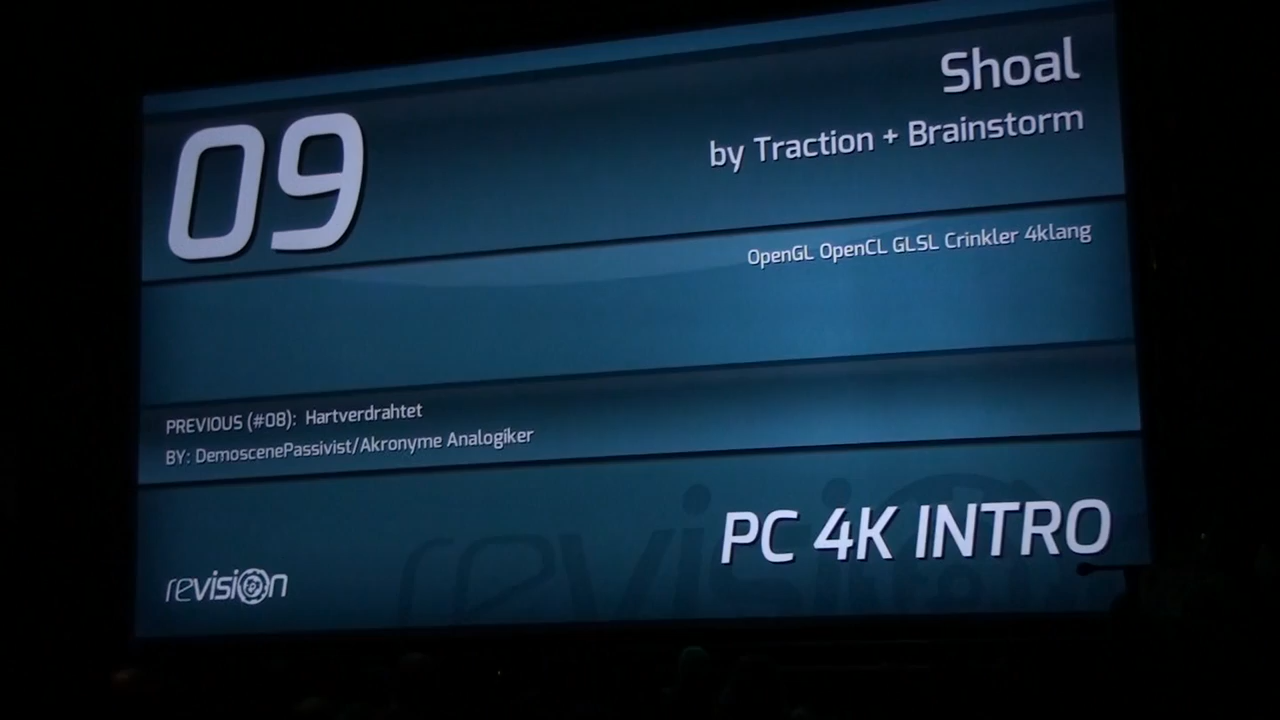 09
Shoal
by Traction + Brainstorm
OpenGL OpenCL GLSL Crinkler 4klang
PREVIOUS (#08): Hartverdrahtet
BY: DemoscenePassivist/Akronyme Analogiker
revision
PC 4K INTRO
revision